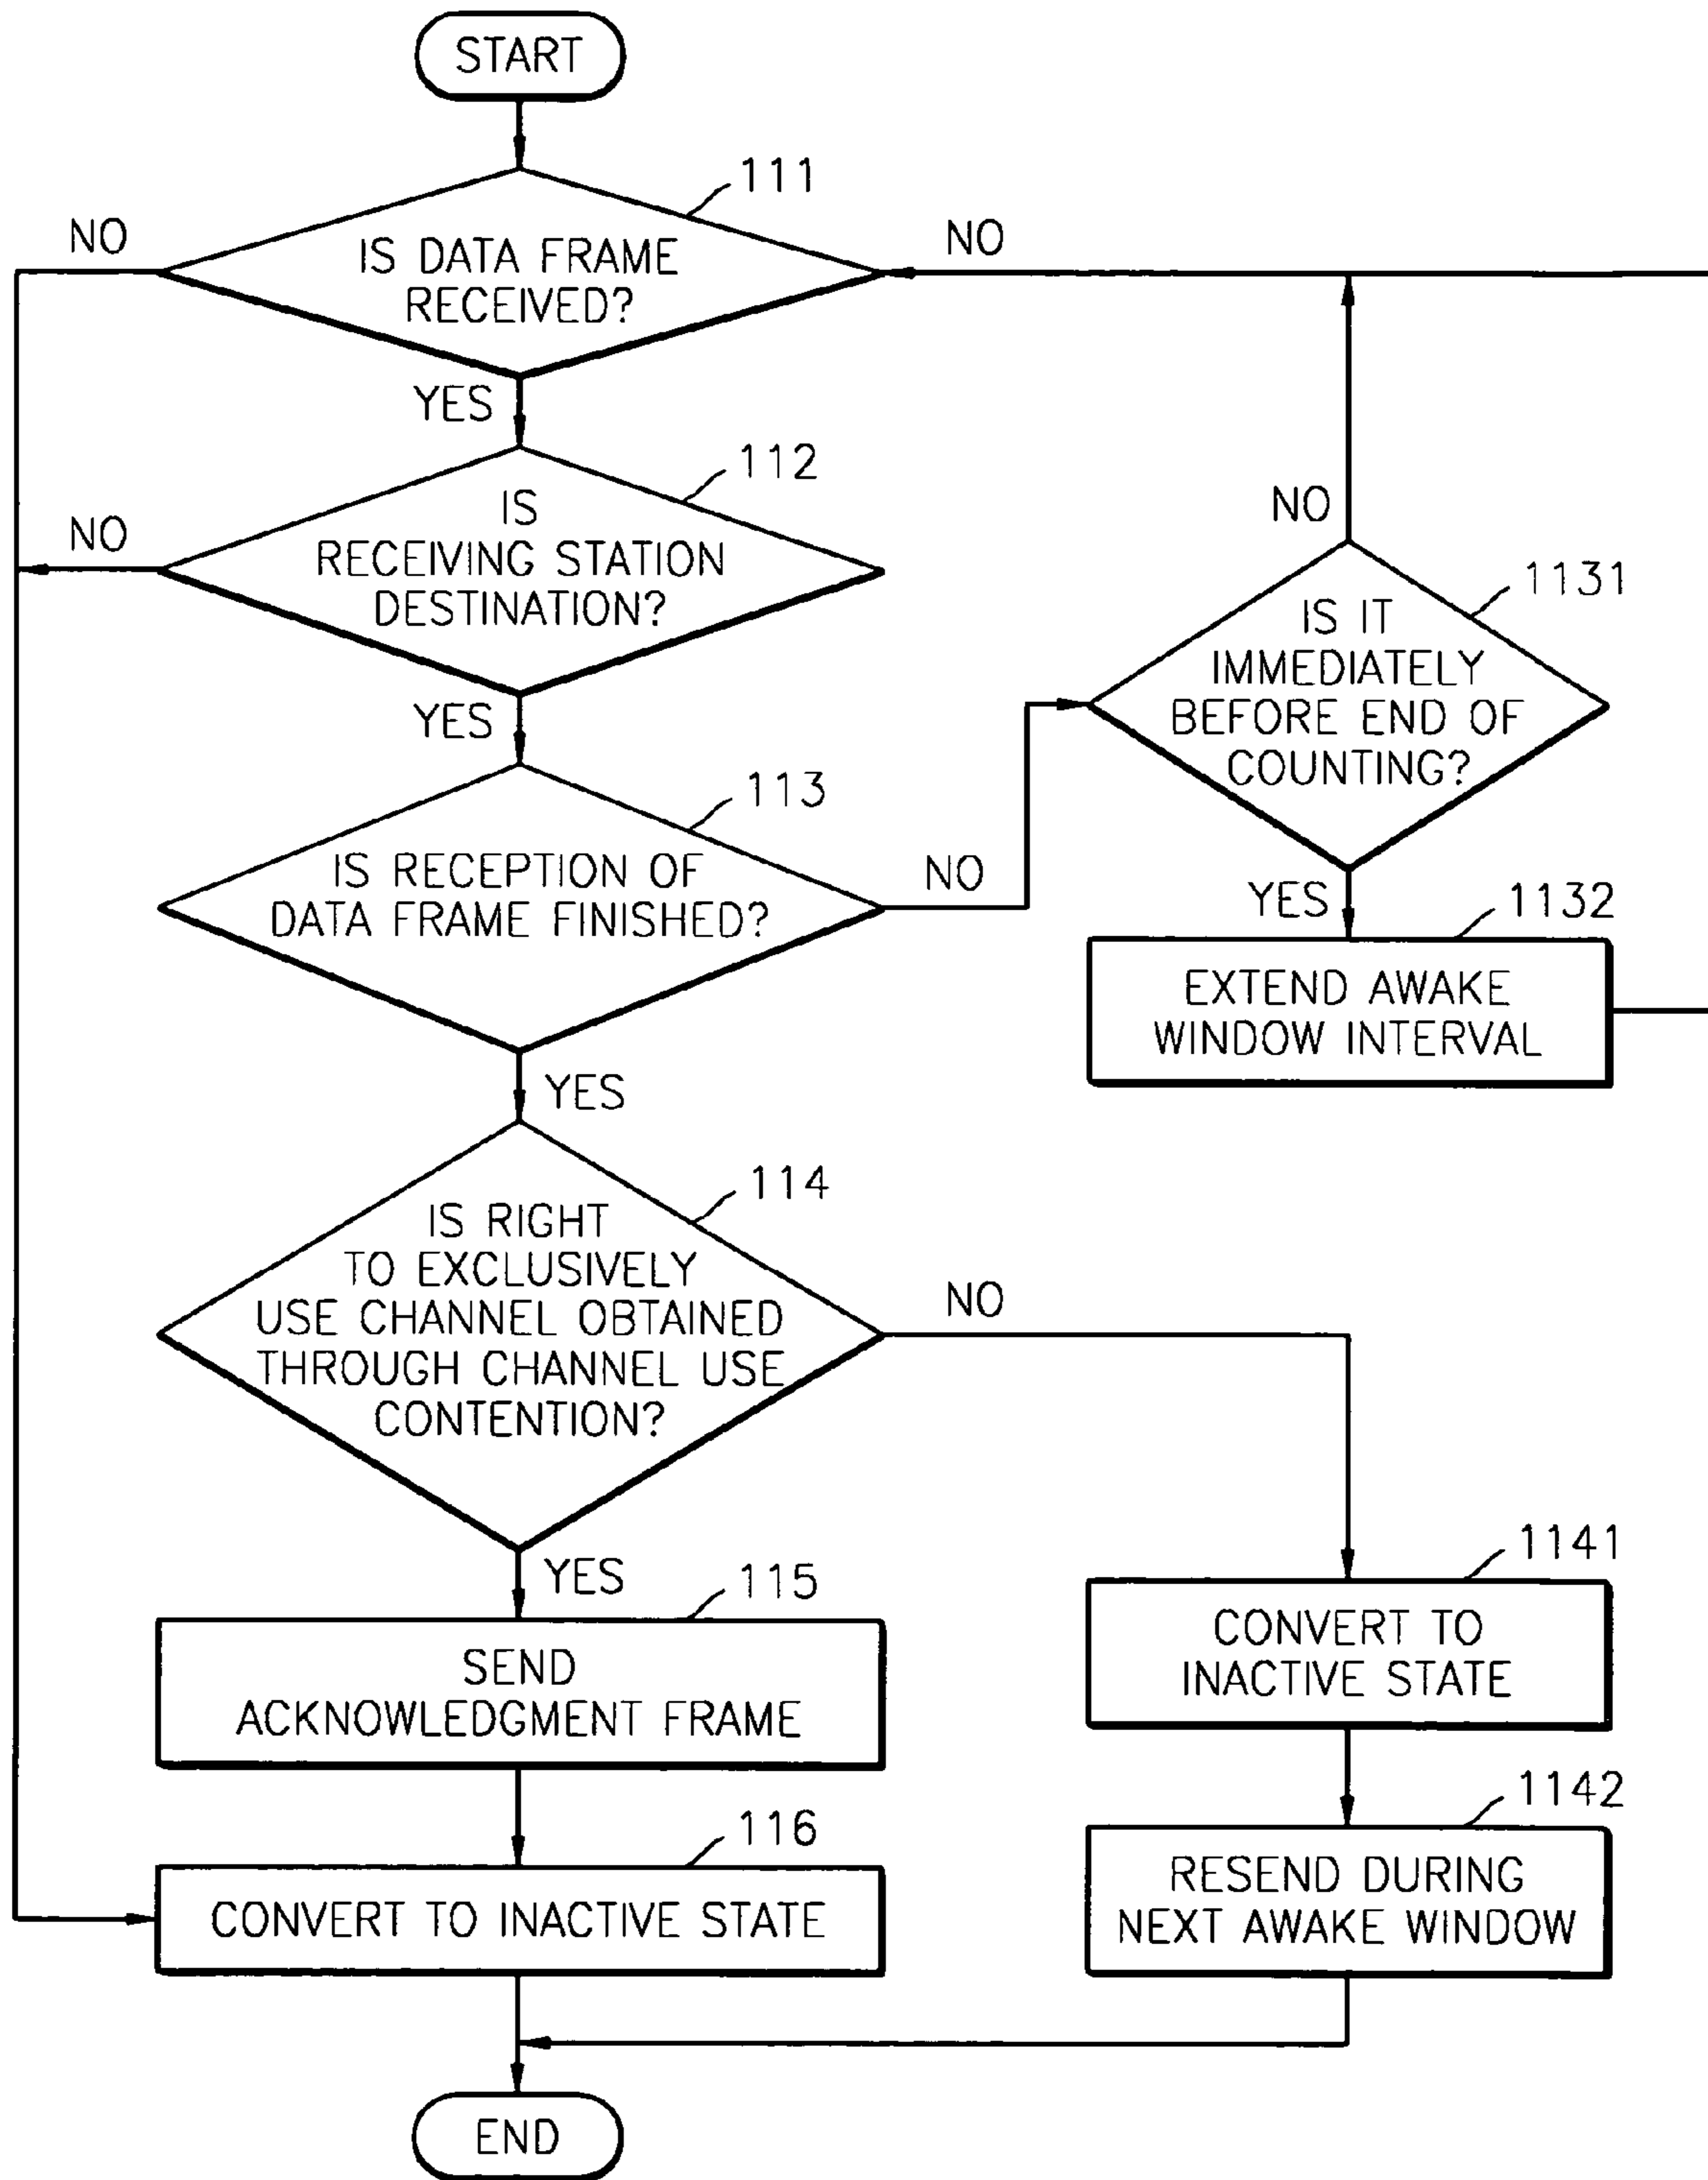 START
111
NO
IS DATA FRAME
RECEIVED?
NO
YES
112
IS
RECEIVING STATION
DESTINATION?
NO
YES
113
IS RECEPTION OF
DATA FRAME FINISHED?
NO
NO
1131
IS IT
IMMEDIATELY
BEFORE END OF
COUNTING?
YES
1132
EXTEND AWAKE
WINDOW INTERVAL
YES
114
IS RIGHT
TO EXCLUSIVELY
USE CHANNEL OBTAINED
THROUGH CHANNEL USE
CONTENTION?
NO
YES
115
SEND
ACKNOWLEDGMENT FRAME
1141
CONVERT TO
INACTIVE STATE
116
CONVERT TO INACTIVE STATE
1142
RESEND DURING
NEXT AWAKE WINDOW
END